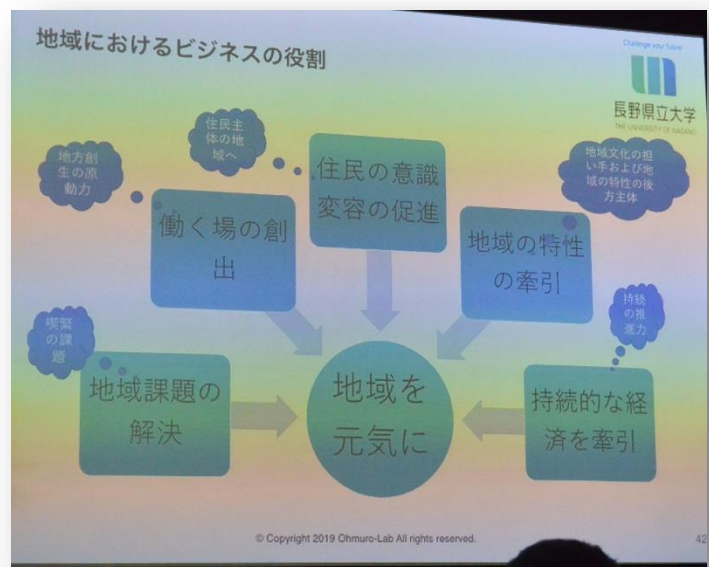 地域におけるビジネスの役割
Challenge your future
長野県立大学
THE UNIVERSITY OF NAGANO
住民主
体の地
域へ
地方創
生の原
動力
住民の意識
変容の促進
地域文化の担
い手および地
域の特性の後
方主体
働く場の創
出
地域の特性
の牽引
喫緊
の課
題
持続
の推
進力
地域課題の
解決
地域を
元気に
持続的な経
済を牽引
© Copyright 2019 Ohmuro-Lab All rights reserved.
42